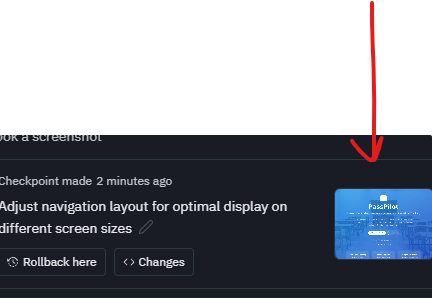 ook a screenshot
Checkpoint made 2 minutes ago
Adjust navigation layout for optimal display on
different screen sizes
Rollback here
Changes
PassPilot